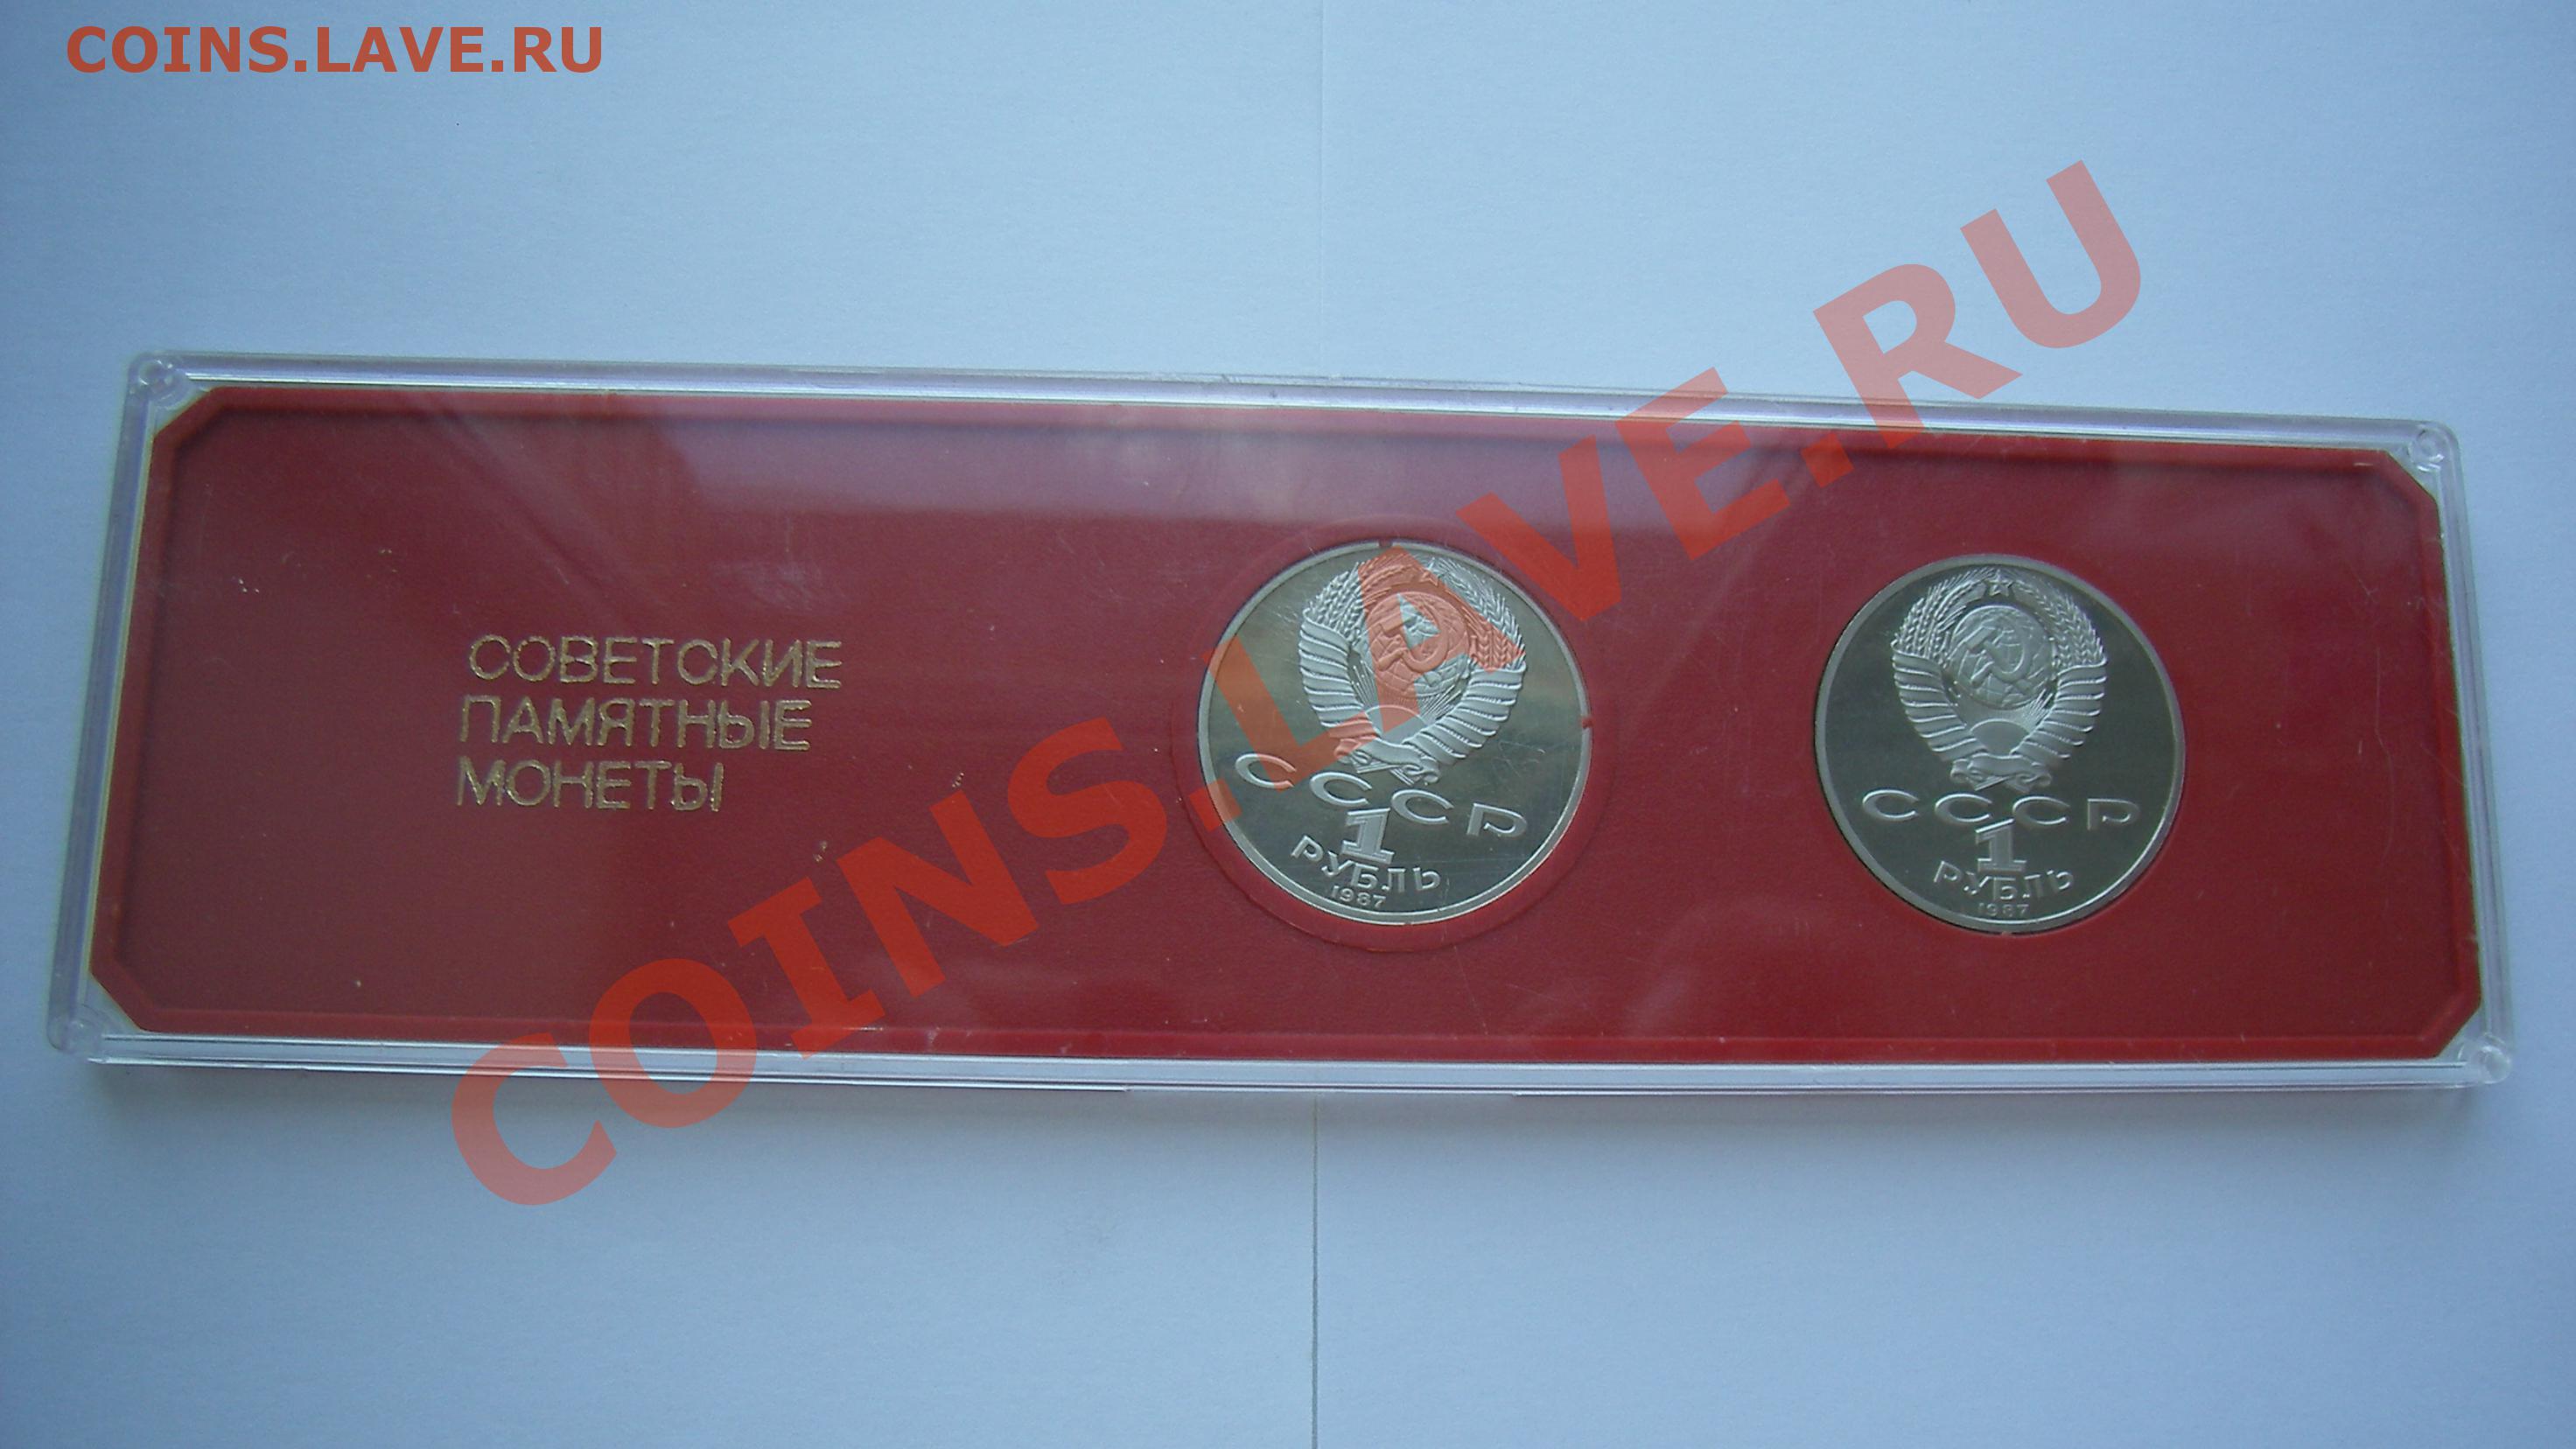 COINS.LAVE.RU
СОВЕТСКИЕ
ПАМЯТНЫЕ
МОНЕТЫ
СССР
1
РУБЛЬ
1987
СССР
1
РУБЛЬ
1987
COINS.LAVE.RU